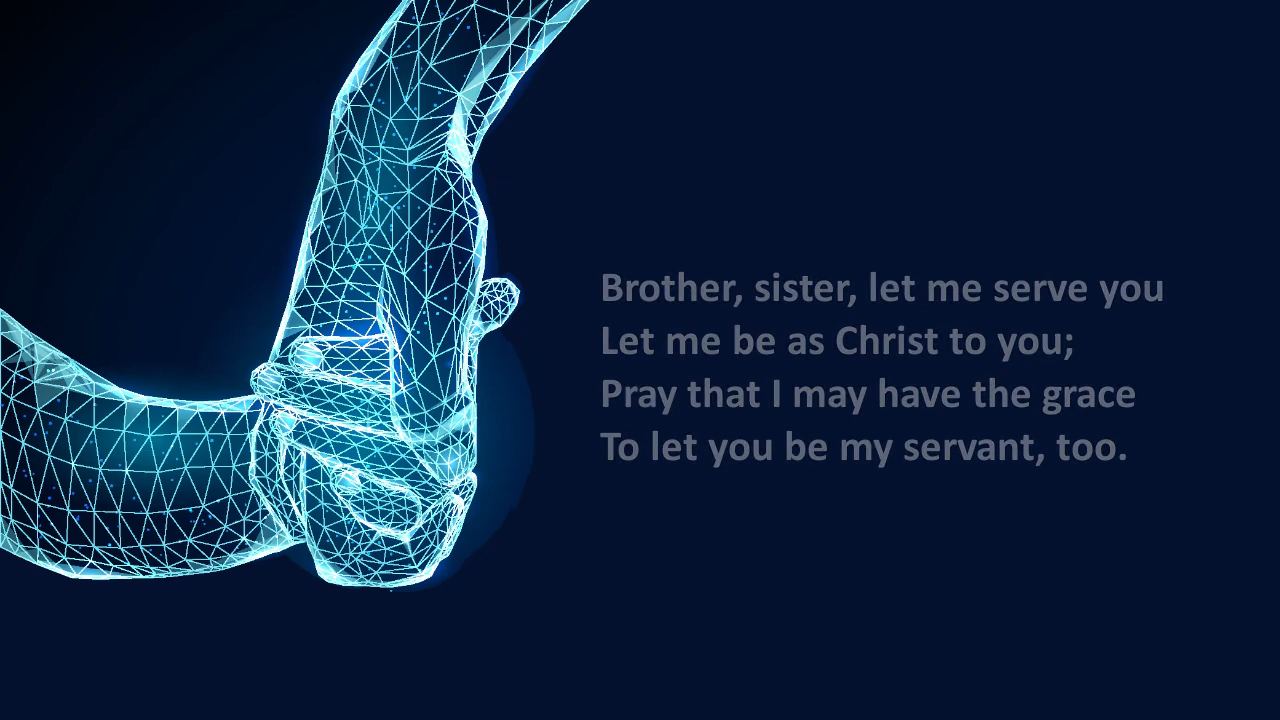 Brother, sister, let me serve you
Let me be as Christ to you;
Pray that I may have the grace
To let you be my servant, too.